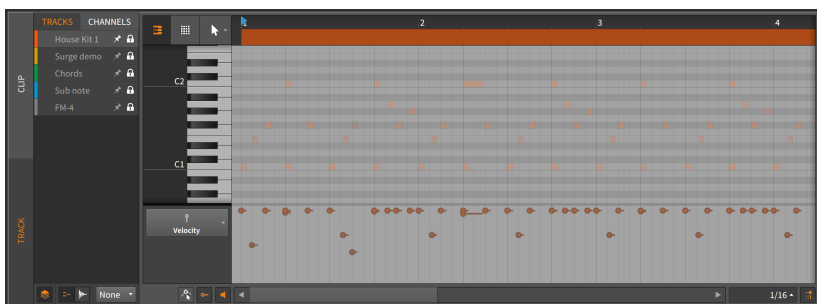 TRACKS CHANNELS
House Kit 1
Surge demo
Chords
Sub note
FM-4
CLIP
TRACK
1 2 3 4
C2
C1
Velocity
None
1/16